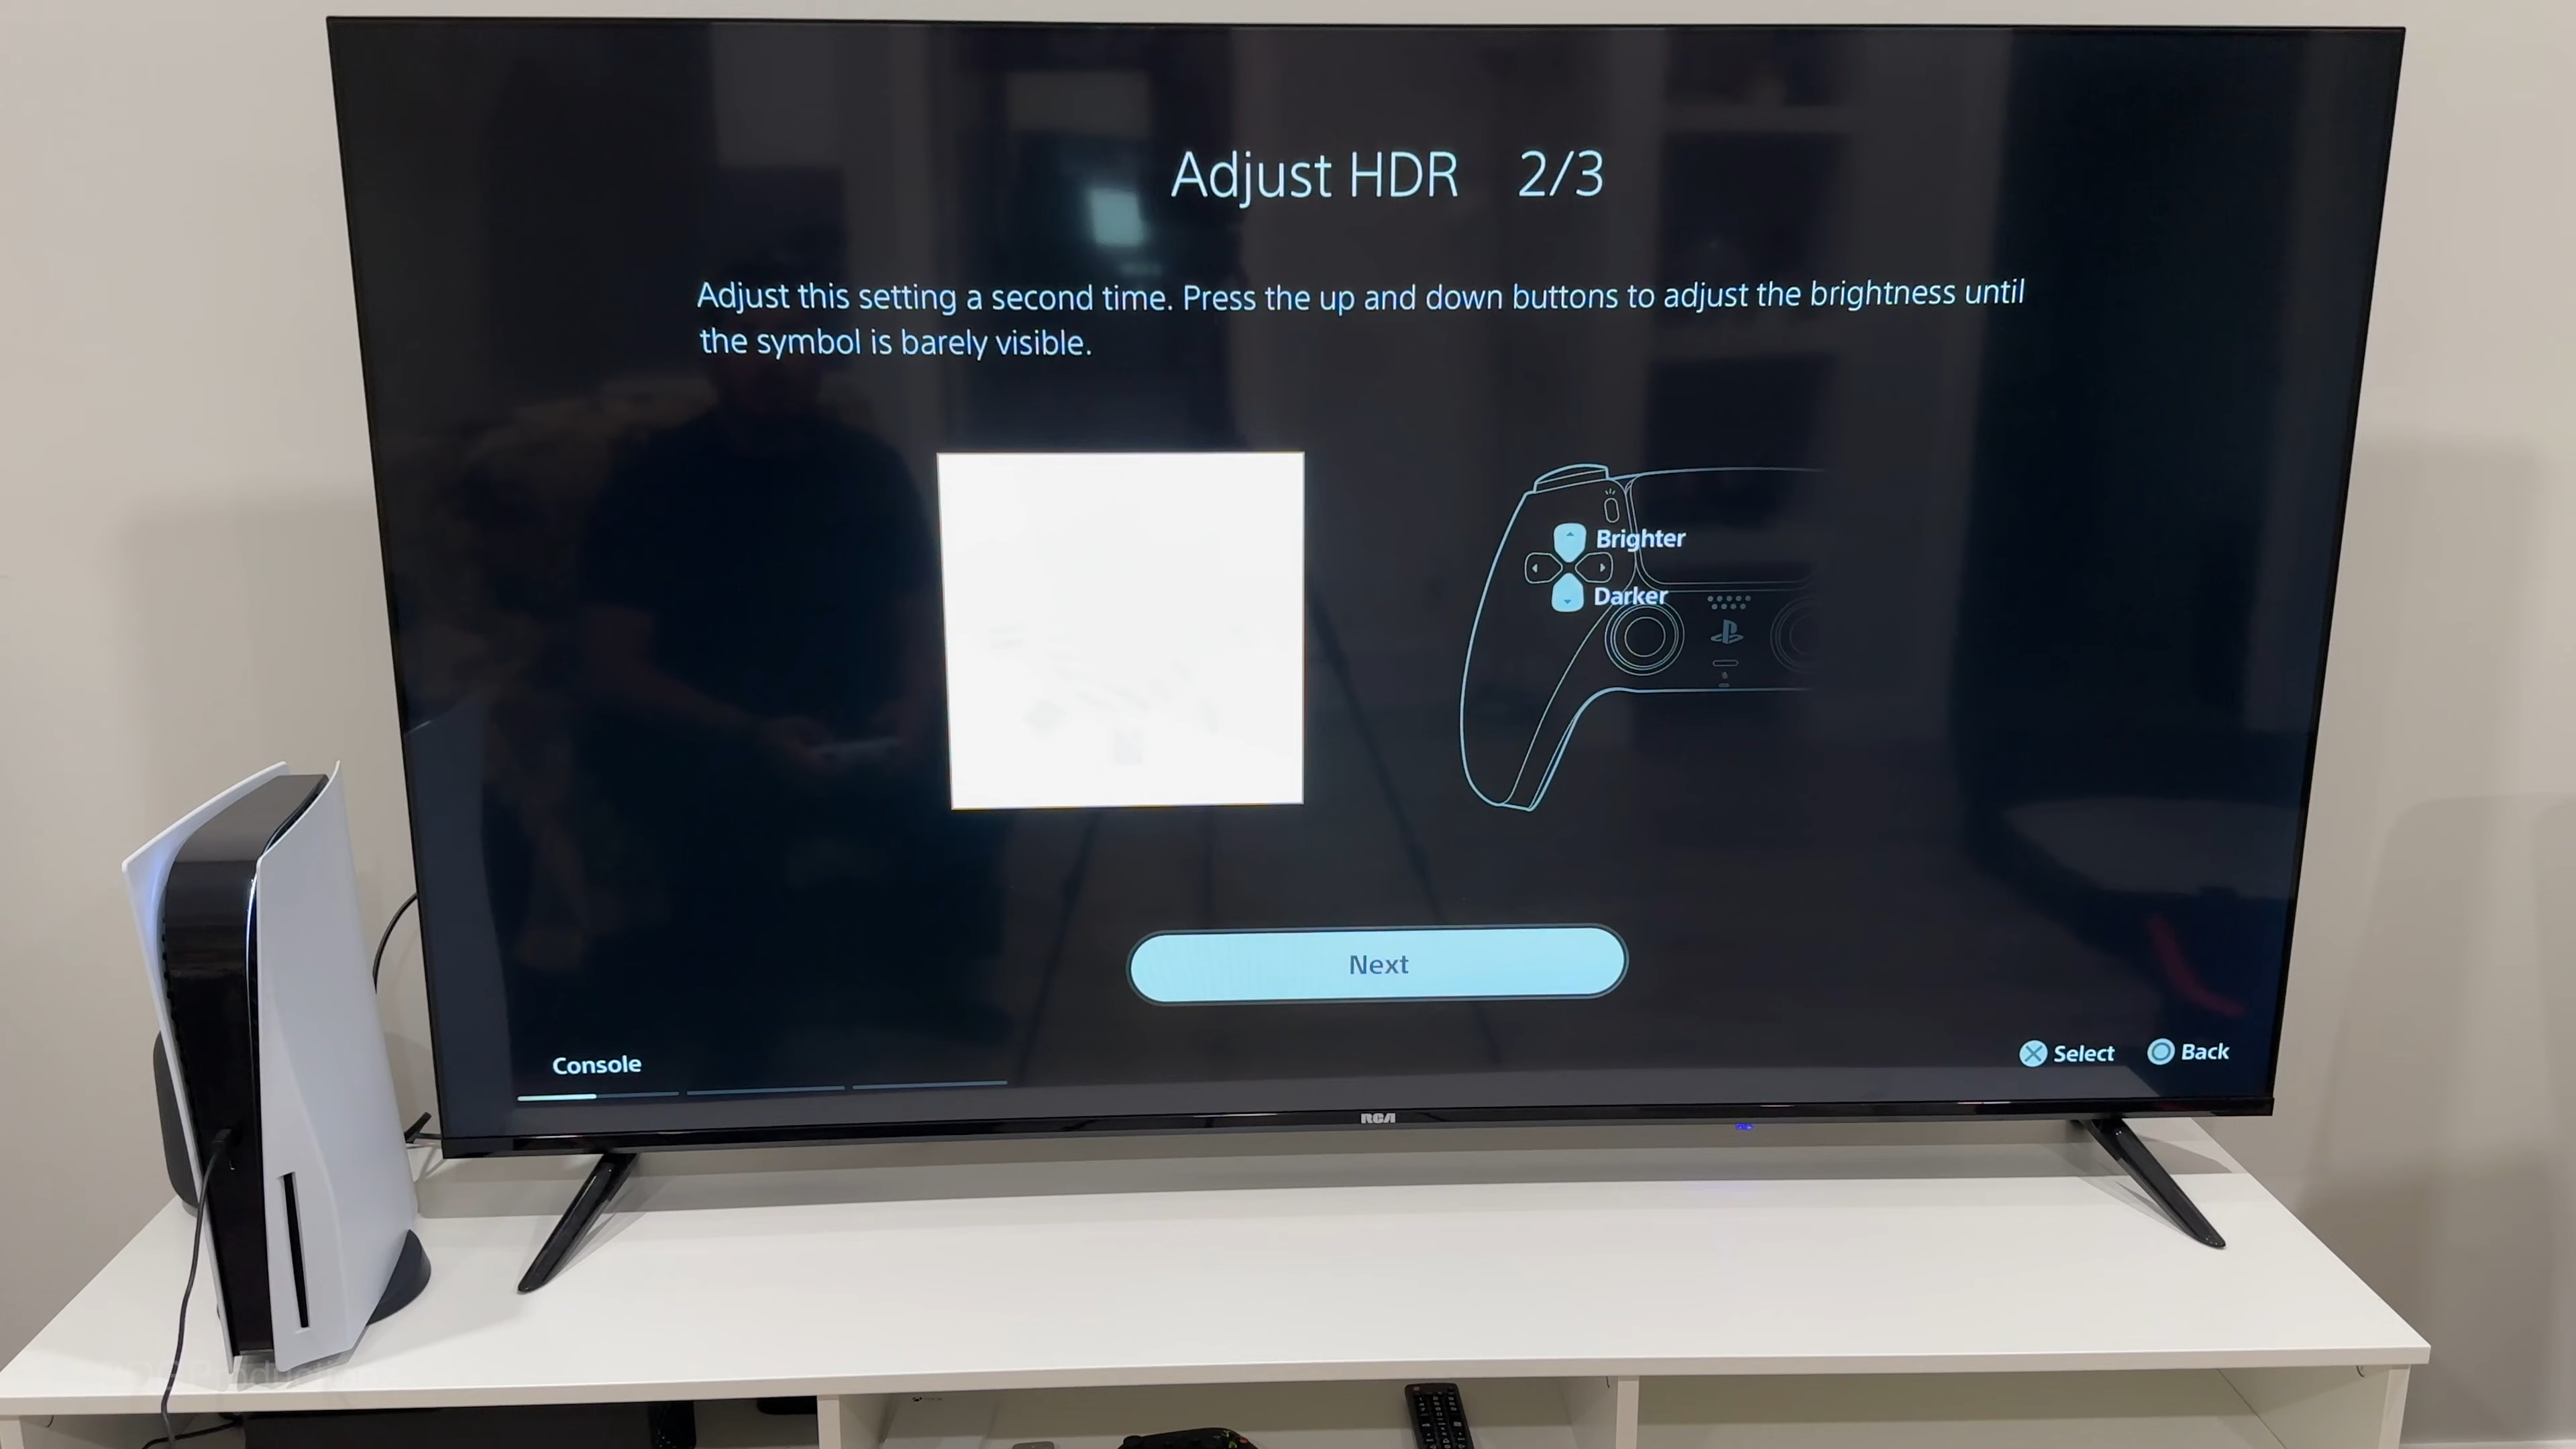 Adjust HDR 2/3
Adjust this setting a second time. Press the up and down buttons to adjust the brightness until
the symbol is barely visible.
Brighter
Darker
Next
Console
Select
Back
RCA